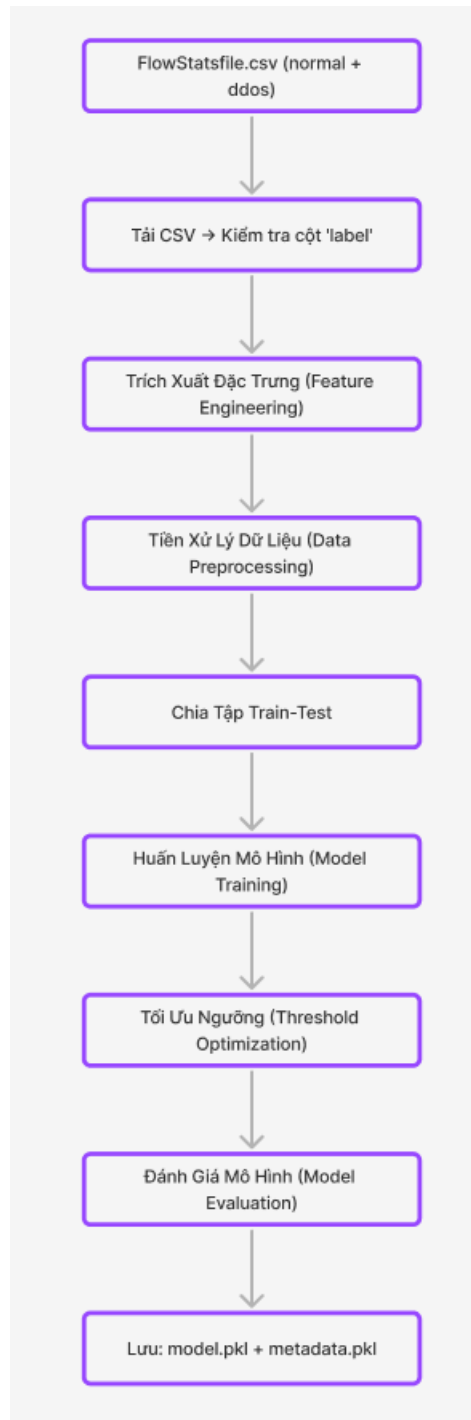 FlowStatsfile.csv (normal +
ddos)
Tải CSV → Kiểm tra cột 'label'
Trích Xuất Đặc Trưng (Feature
Engineering)
Tiền Xử Lý Dữ Liệu (Data
Preprocessing)
Chia Tập Train-Test
Huấn Luyện Mô Hình (Model
Training)
Tối Ưu Ngưỡng (Threshold
Optimization)
Đánh Giá Mô Hình (Model
Evaluation)
Lưu: model.pkl + metadata.pkl